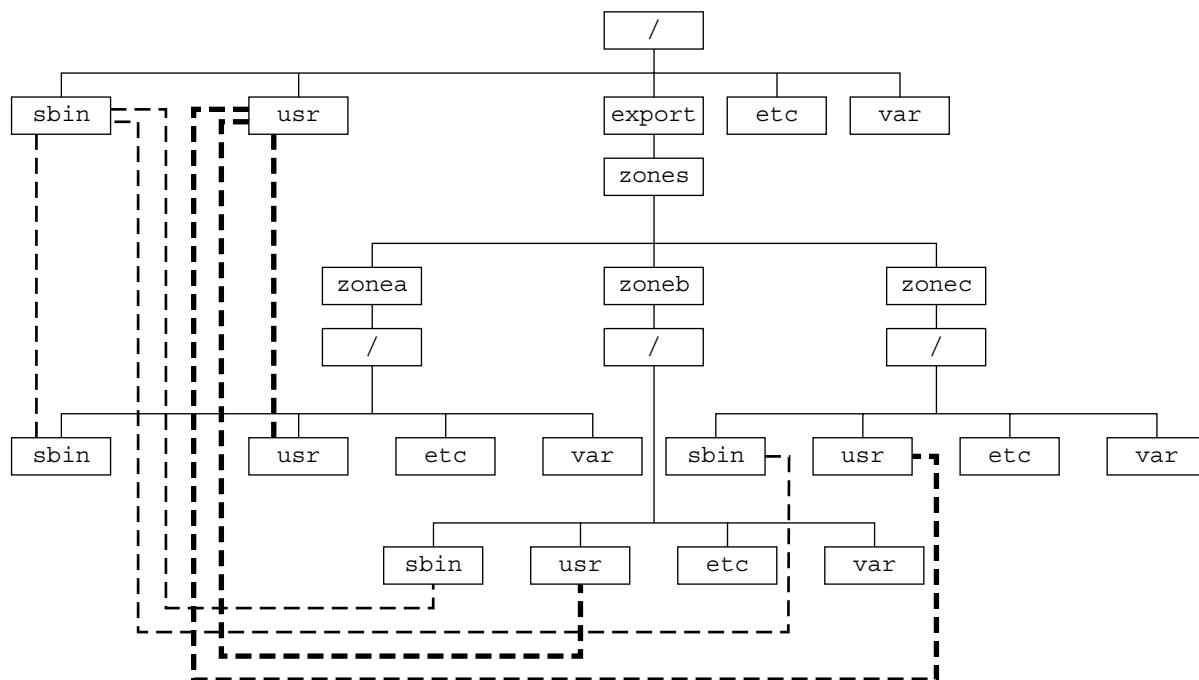 /
sbin
usr
export
etc
var
zones
zonea
zoneb
zonec
/
/
/
sbin
usr
etc
var
sbin
usr
etc
var
sbin
usr
etc
var